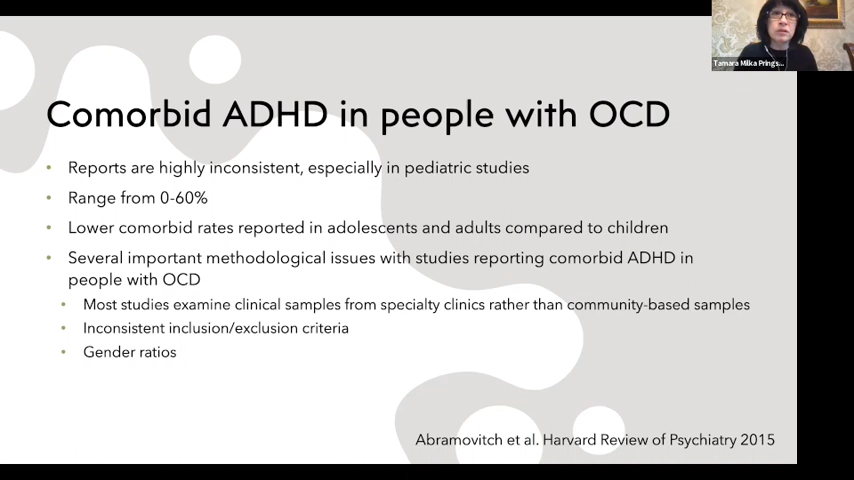 Tamara Milka Prings...
Comorbid ADHD in people with OCD
• Reports are highly inconsistent, especially in pediatric studies
• Range from 0-60%
• Lower comorbid rates reported in adolescents and adults compared to children
• Several important methodological issues with studies reporting comorbid ADHD in
people with OCD
• Most studies examine clinical samples from specialty clinics rather than community-based samples
• Inconsistent inclusion/exclusion criteria
• Gender ratios
Abramovitch et al. Harvard Review of Psychiatry 2015